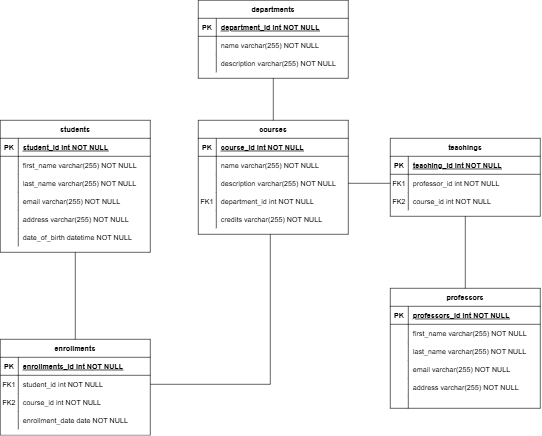 departments
PK department_id int NOT NULL
name varchar(255) NOT NULL
description varchar(255) NOT NULL
students
PK student_id int NOT NULL
first_name varchar(255) NOT NULL
last_name varchar(255) NOT NULL
email varchar(255) NOT NULL
address varchar(255) NOT NULL
date_of_birth datetime NOT NULL
courses
PK course_id int NOT NULL
name varchar(255) NOT NULL
description varchar(255) NOT NULL
FK1 department_id int NOT NULL
credits varchar(255) NOT NULL
teachings
PK teaching_id int NOT NULL
FK1 professor_id int NOT NULL
FK2 course_id int NOT NULL
enrollments
PK enrollments_id int NOT NULL
FK1 student_id int NOT NULL
FK2 course_id int NOT NULL
enrollment_date date NOT NULL
professors
PK professors_id int NOT NULL
first_name varchar(255) NOT NULL
last_name varchar(255) NOT NULL
email varchar(255) NOT NULL
address varchar(255) NOT NULL